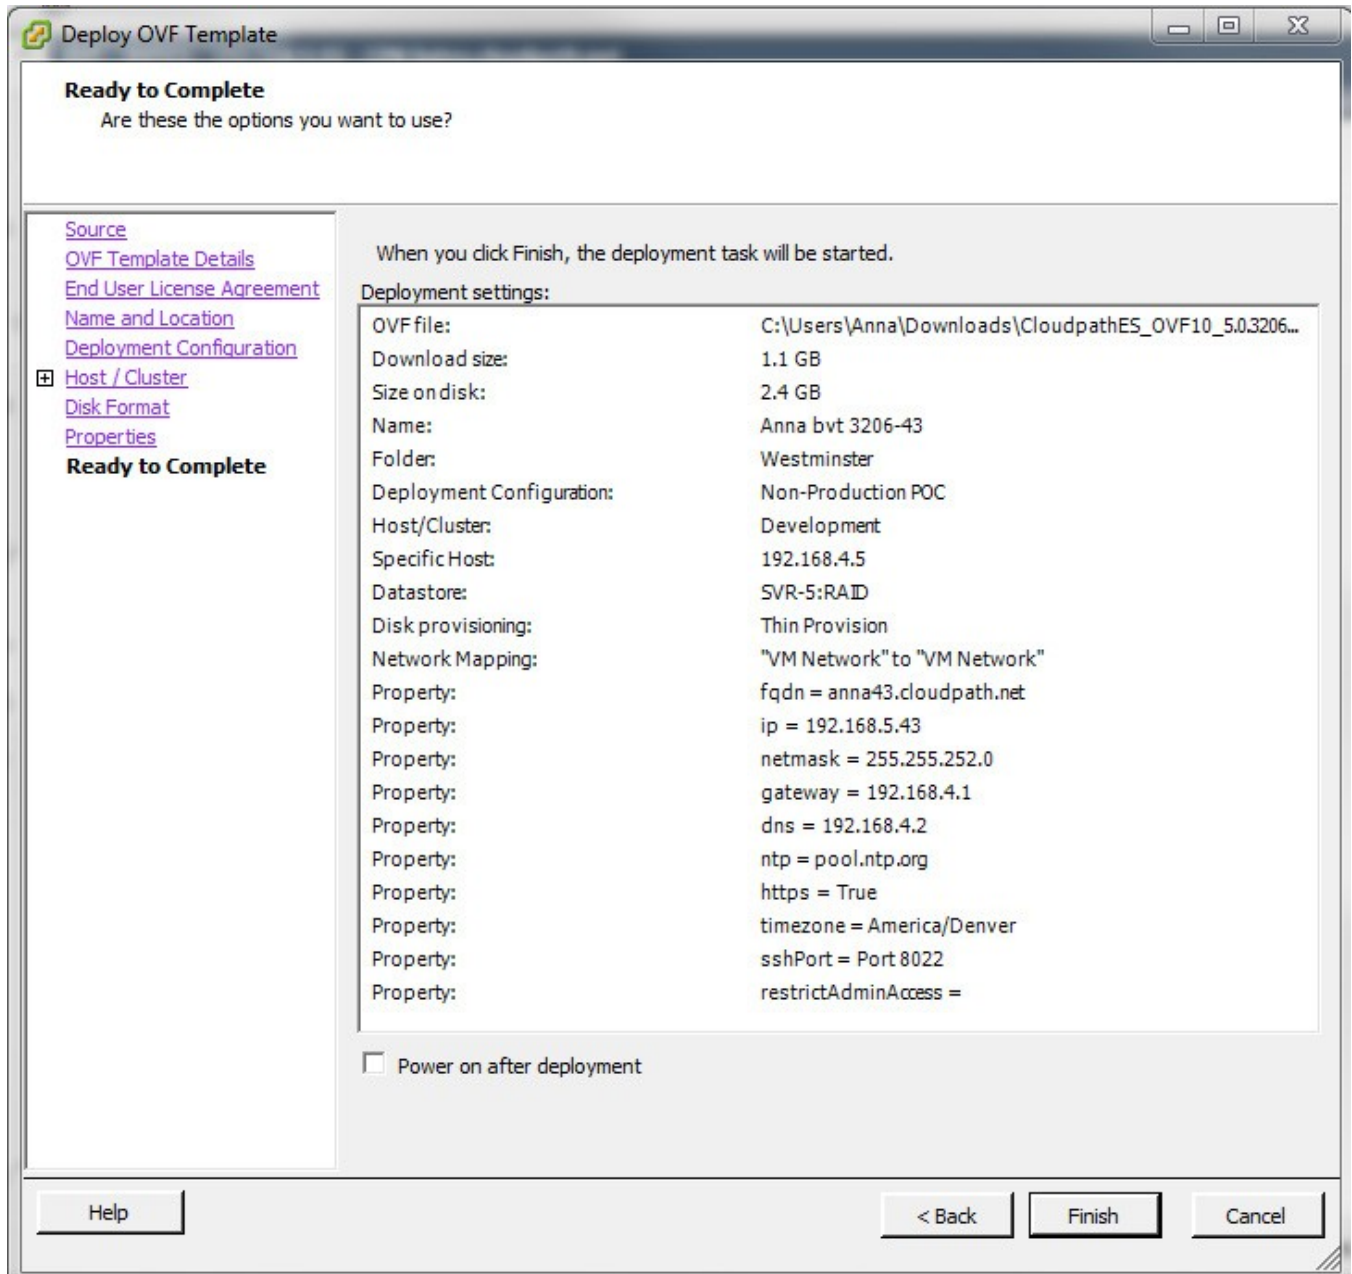 Deploy OVF Template
Ready to Complete
Are these the options you want to use?
Source
OVF Template Details
End User License Agreement
Name and Location
Deployment Configuration
Host / Cluster
Disk Format
Properties
Ready to Complete
When you click Finish, the deployment task will be started.
Deployment settings:
OVF file: C:\Users\Anna\Downloads\CloudpathES_OVF10_5.0.3206...
Download size: 1.1 GB
Size on disk: 2.4 GB
Name: Anna bvt 3206-43
Folder: Westminster
Deployment Configuration: Non-Production POC
Host/Cluster: Development
Specific Host: 192.168.4.5
Datastore: SVR-5:RAID
Disk provisioning: Thin Provision
Network Mapping: "VM Network" to "VM Network"
Property: fqdn = anna43.cloudpath.net
Property: ip = 192.168.5.43
Property: netmask = 255.255.252.0
Property: gateway = 192.168.4.1
Property: dns = 192.168.4.2
Property: ntp = pool.ntp.org
Property: https = True
Property: timezone = America/Denver
Property: sshPort = Port 8022
Property: restrictAdminAccess =
Power on after deployment
Help < Back Finish Cancel